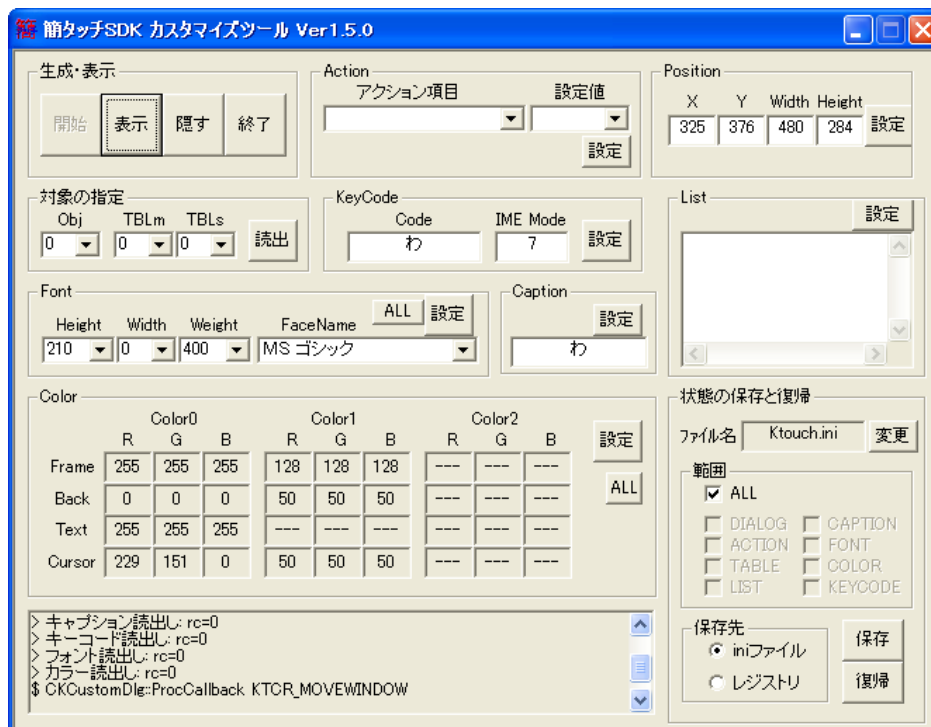 簡 簡タッチSDK カスタマイズツール Ver1.5.0
生成・表示
開始 表示 隠す 終了
Action
アクション項目 設定値
設定
Position
X Y Width Height
325 376 480 284 設定
対象の指定
Obj TBLm TBLs
0 0 0 読出
KeyCode
Code IME Mode
わ 7 設定
List
設定
Font
ALL 設定
Height Width Weight FaceName
210 0 400 MS ゴシック
Caption
設定
わ
Color
Color0 Color1 Color2
R G B R G B R G B 設定
Frame 255 255 255 128 128 128 --- --- ---
Back 0 0 0 50 50 50 --- --- --- ALL
Text 255 255 255 --- --- --- --- --- ---
Cursor 229 151 0 50 50 50 --- --- ---
状態の保存と復帰
ファイル名 Ktouch.ini 変更
範囲
ALL
DIALOG CAPTION
ACTION FONT
TABLE COLOR
LIST KEYCODE
保存先
iniファイル
レジストリ
保存
復帰
> キャプション読出し: rc=0
> キーコード読出し: rc=0
> フォント読出し: rc=0
> カラー読出し: rc=0
$ CKCustomDlg::ProcCallback KTCR_MOVEWINDOW